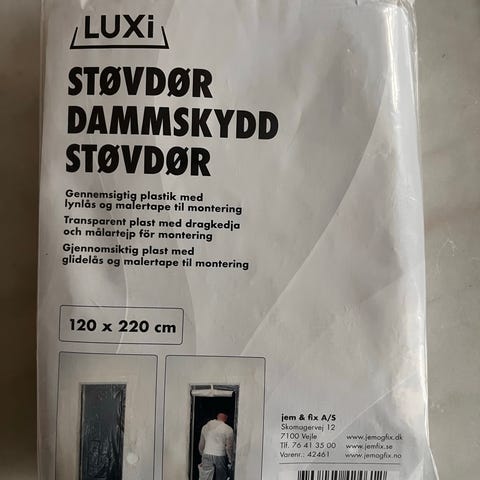 LUXi
STØVDØR
DAMMSKYDD
STØVDØR
Gennemsigtig plastik med
lynlås og malertape til montering
Transparent plast med dragkedja
och målartejp för montering
Gjennomsiktig plast med
glidelås og malertape til montering
120 x 220 cm
jem & fix A/S
Skomagervej 12
7100 Vejle www.jemogfix.dk
Tlf. 76 41 35 00 www.jemfix.se
Varenr.: 42461 www.jemogfix.no